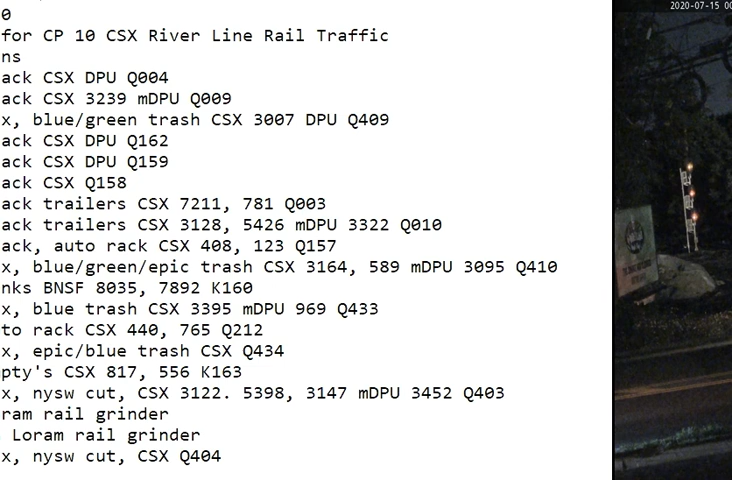 2020-07-15 00
0
for CP 10 CSX River Line Rail Traffic
ns
ack CSX DPU Q004
ack CSX 3239 mDPU Q009
x, blue/green trash CSX 3007 DPU Q409
ack CSX DPU Q162
ack CSX DPU Q159
ack CSX Q158
ack trailers CSX 7211, 781 Q003
ack trailers CSX 3128, 5426 mDPU 3322 Q010
ack, auto rack CSX 408, 123 Q157
x, blue/green/epic trash CSX 3164, 589 mDPU 3095 Q410
nks BNSF 8035, 7892 K160
x, blue trash CSX 3395 mDPU 969 Q433
to rack CSX 440, 765 Q212
x, epic/blue trash CSX Q434
pty's CSX 817, 556 K163
x, nysw cut, CSX 3122. 5398, 3147 mDPU 3452 Q403
ram rail grinder
Loram rail grinder
x, nysw cut, CSX Q404